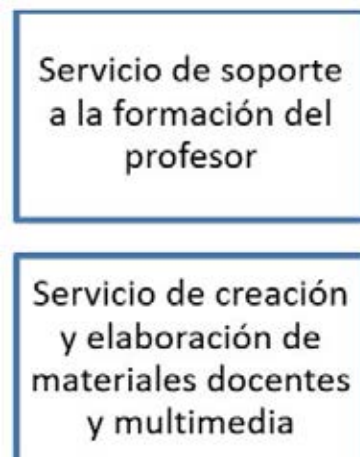 Servicio de soporte
a la formación del
profesor
Servicio de creación
y elaboración de
materiales docentes
y multimedia